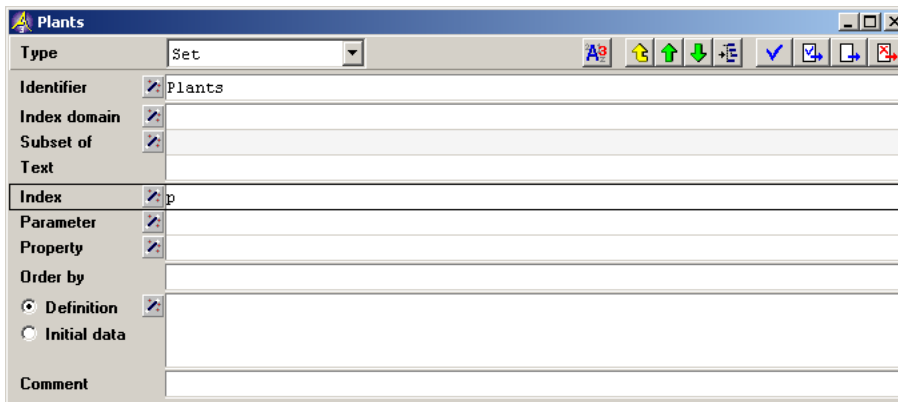 Plants
Type Set
Identifier Plants
Index domain
Subset of
Text
Index p
Parameter
Property
Order by
Definition
Initial data
Comment